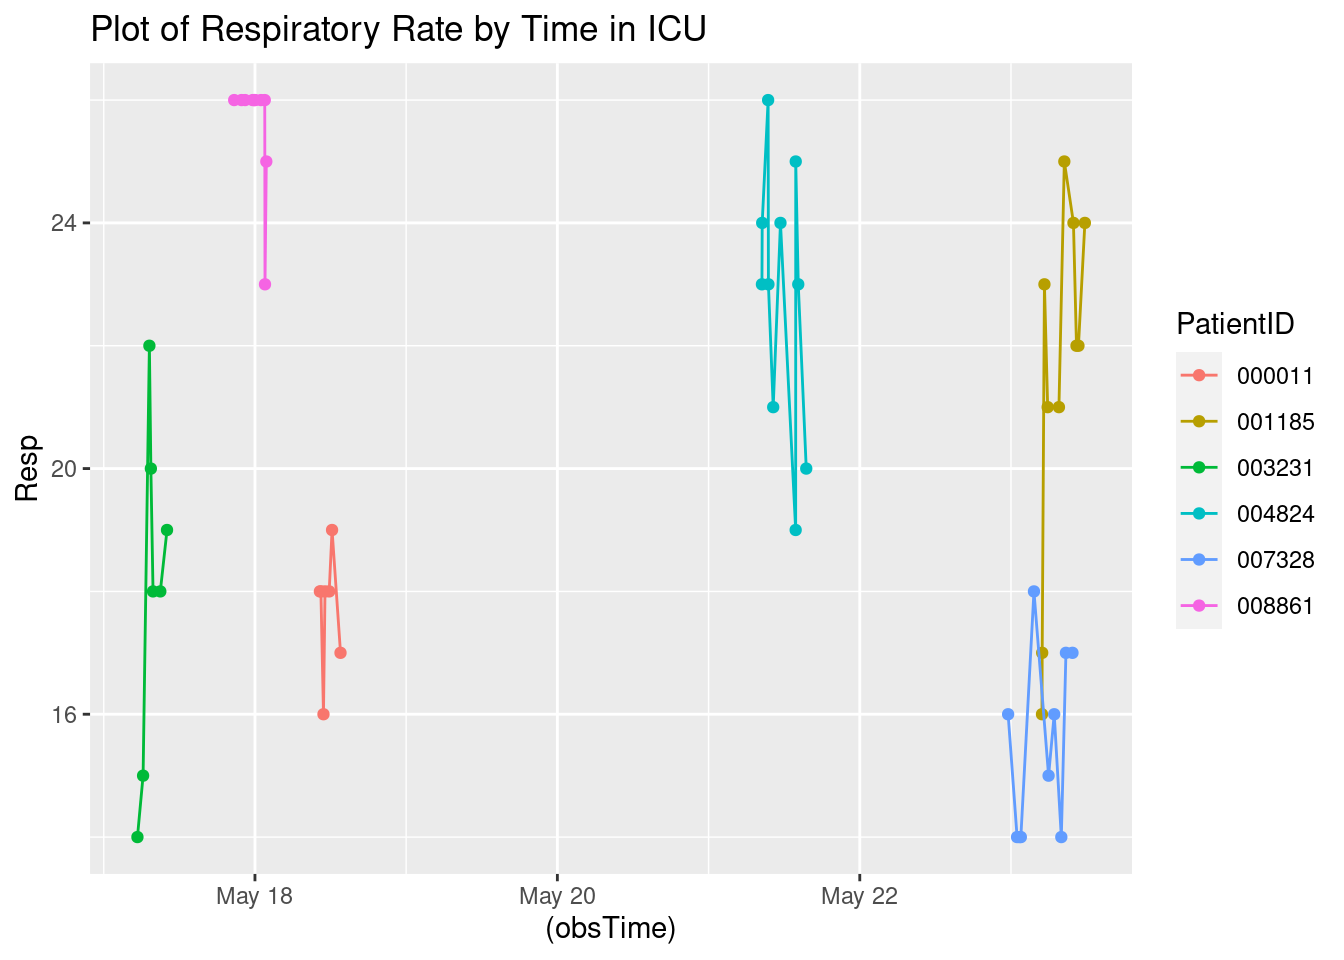 Plot of Respiratory Rate by Time in ICU
24
20
16
Resp
May 18
May 20
May 22
(obsTime)
PatientID
000011
001185
003231
004824
007328
008861